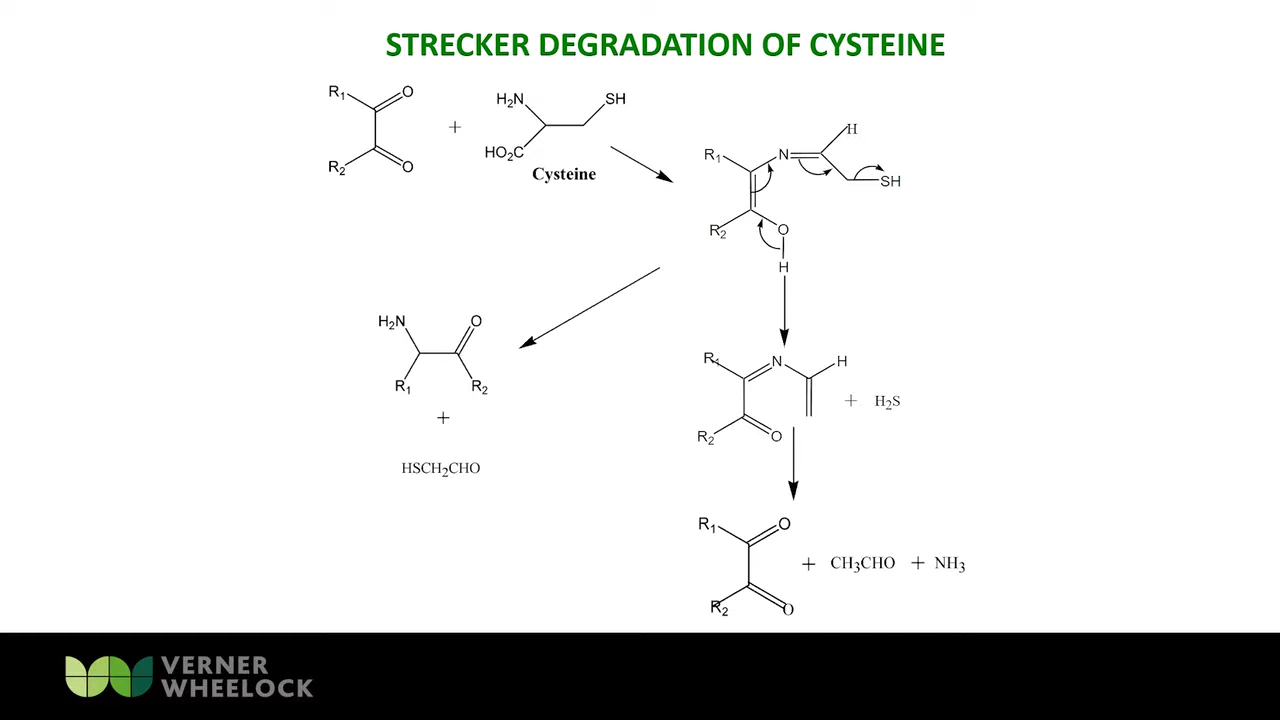 STRECKER DEGRADATION OF CYSTEINE
R1 O
R2 O
+
H2N SH
HO2C
Cysteine
R1 N H
SH
R2 O
H
H2N O
R1 R2
+
HSCH2CHO
R1 N H
R2 O
+ H2S
R1 O
R2 O
+ CH3CHO + NH3
VERNER
WHEELOCK